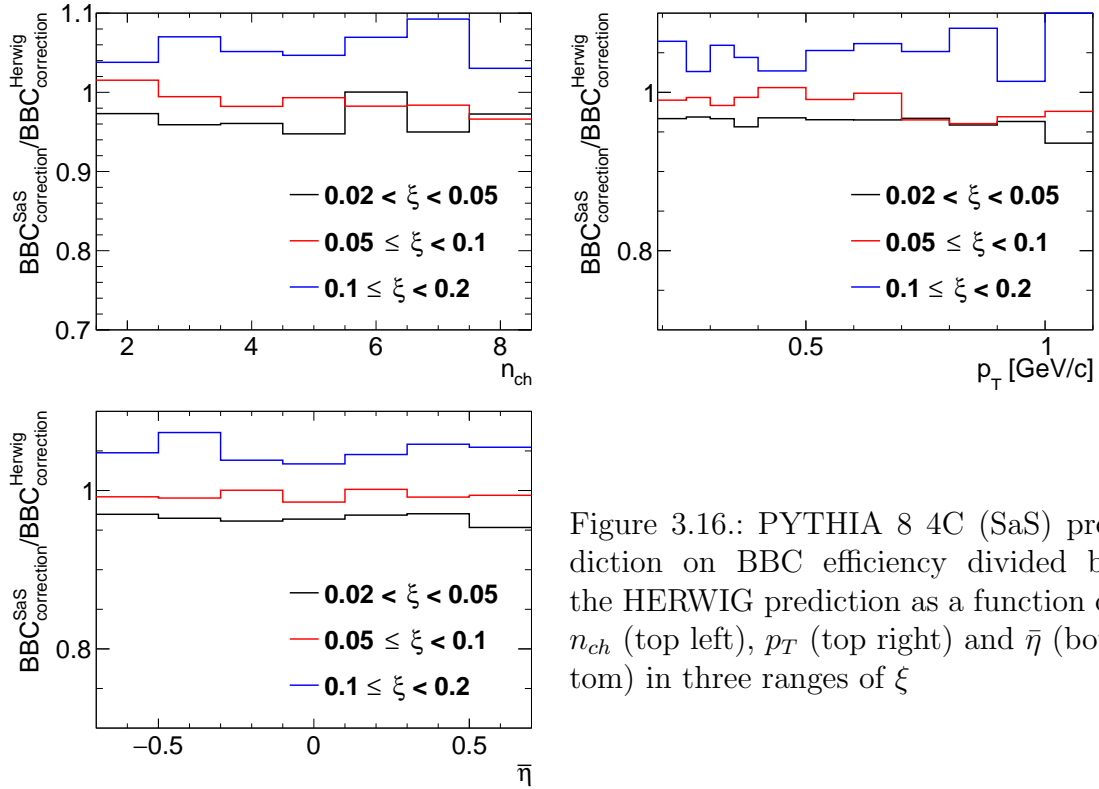 1.1
1
0.9
0.8
0.7
BBC^SaS_correction/BBC^Herwig_correction
0.02 < ξ < 0.05
0.05 ≤ ξ < 0.1
0.1 ≤ ξ < 0.2
2 4 6 8
n_ch
1
0.8
BBC^SaS_correction/BBC^Herwig_correction
0.02 < ξ < 0.05
0.05 ≤ ξ < 0.1
0.1 ≤ ξ < 0.2
0.5 1
p_T [GeV/c]
1
0.8
BBC^SaS_correction/BBC^Herwig_correction
0.02 < ξ < 0.05
0.05 ≤ ξ < 0.1
0.1 ≤ ξ < 0.2
−0.5 0 0.5
η̄
Figure 3.16.: PYTHIA 8 4C (SaS) pre
diction on BBC efficiency divided b
the HERWIG prediction as a function o
n_ch (top left), p_T (top right) and η̄ (bot
tom) in three ranges of ξ